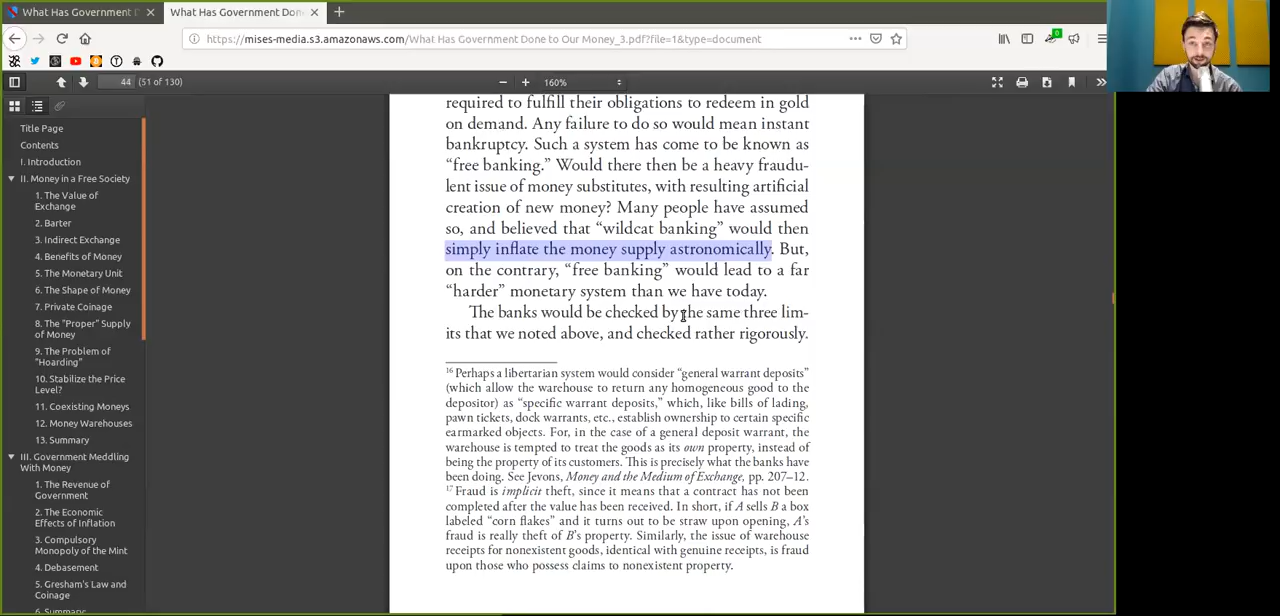 What Has Government D
What Has Government Don
https://mises-media.s3.amazonaws.com/What Has Government Done to Our Money_3.pdf?file=1&type=document
0
44 (51 of 130)
160%
Title Page
Contents
I. Introduction
II. Money in a Free Society
1. The Value of
Exchange
2. Barter
3. Indirect Exchange
4. Benefits of Money
5. The Monetary Unit
6. The Shape of Money
7. Private Coinage
8. The “Proper” Supply
of Money
9. The Problem of
“Hoarding”
10. Stabilize the Price
Level?
11. Coexisting Moneys
12. Money Warehouses
13. Summary
III. Government Meddling
With Money
1. The Revenue of
Government
2. The Economic
Effects of Inflation
3. Compulsory
Monopoly of the Mint
4. Debasement
5. Gresham's Law and
Coinage
6. Summary
required to fulfill their obligations to redeem in gold
on demand. Any failure to do so would mean instant
bankruptcy. Such a system has come to be known as
“free banking.” Would there then be a heavy fraudu-
lent issue of money substitutes, with resulting artificial
creation of new money? Many people have assumed
so, and believed that “wildcat banking” would then
simply inflate the money supply astronomically. But,
on the contrary, “free banking” would lead to a far
“harder” monetary system than we have today.
The banks would be checked by the same three lim-
its that we noted above, and checked rather rigorously.
16 Perhaps a libertarian system would consider “general warrant deposits”
(which allow the warehouse to return any homogeneous good to the
depositor) as “specific warrant deposits,” which, like bills of lading,
pawn tickets, dock warrants, etc., establish ownership to certain specific
earmarked objects. For, in the case of a general deposit warrant, the
warehouse is tempted to treat the goods as its own property, instead of
being the property of its customers. This is precisely what the banks have
been doing. See Jevons, Money and the Medium of Exchange, pp. 207–12.
17 Fraud is implicit theft, since it means that a contract has not been
completed after the value has been received. In short, if A sells B a box
labeled “corn flakes” and it turns out to be straw upon opening, A's
fraud is really theft of B's property. Similarly, the issue of warehouse
receipts for nonexistent goods, identical with genuine receipts, is fraud
upon those who possess claims to nonexistent property.